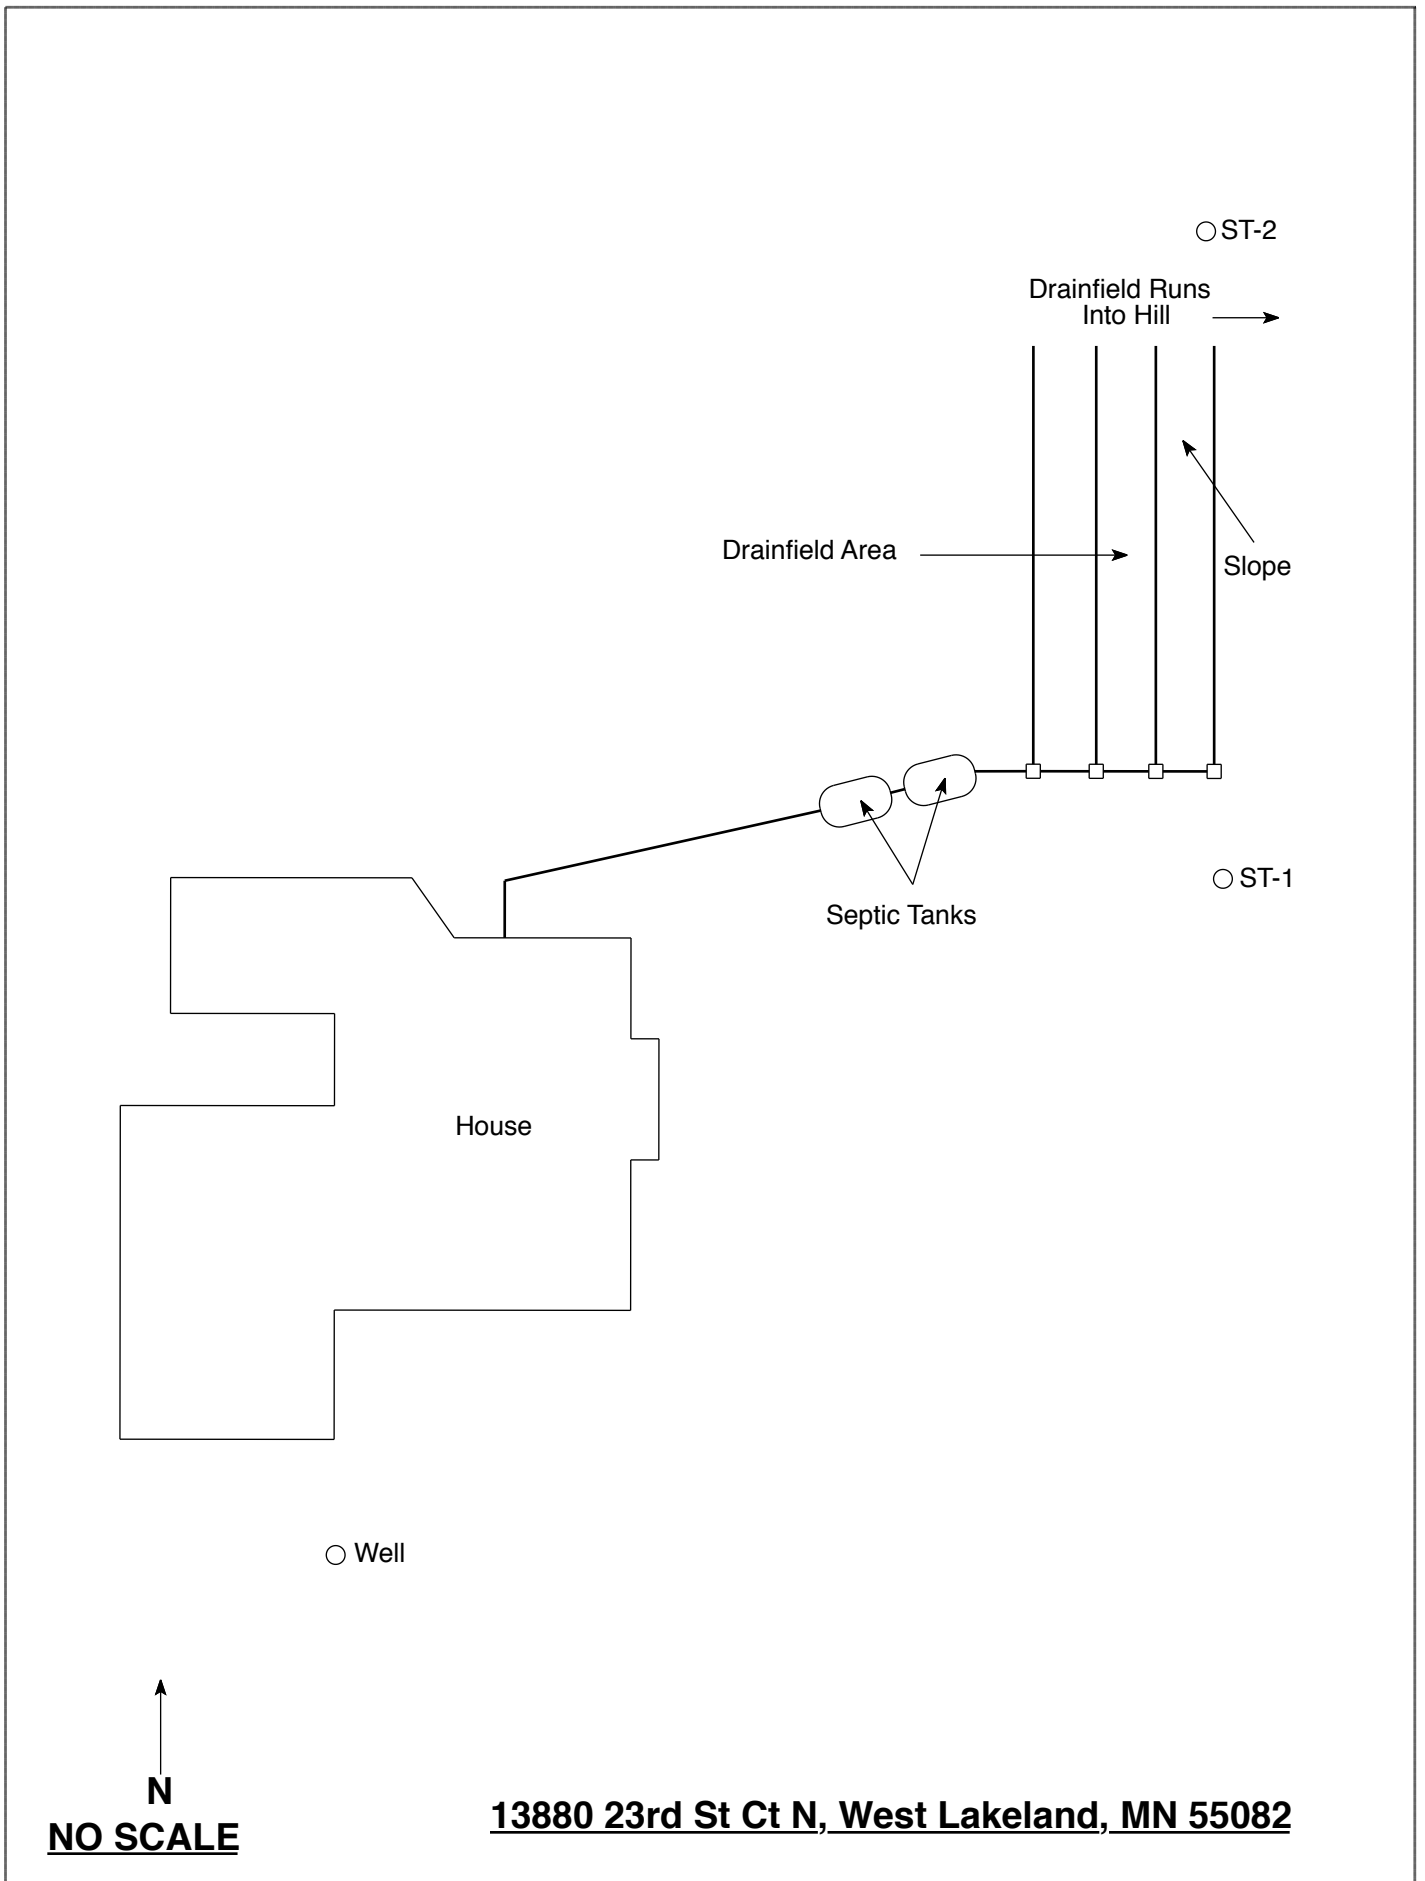 ST-2
Drainfield Runs
Into Hill
Drainfield Area
Slope
ST-1
Septic Tanks
House
Well
N
NO SCALE
13880 23rd St Ct N, West Lakeland, MN 55082